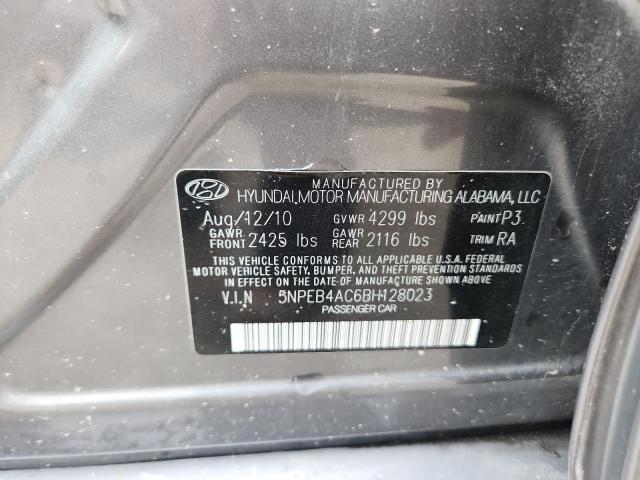 MANUFACTURED BY
HYUNDAI MOTOR MANUFACTURING ALABAMA, LLC
Aug/12/10 GVWR 4299 lbs PAINT P3
GAWR FRONT 2425 lbs GAWR REAR 2116 lbs TRIM RA
THIS VEHICLE CONFORMS TO ALL APPLICABLE U.S.A. FEDERAL
MOTOR VEHICLE SAFETY, BUMPER, AND THEFT PREVENTION STANDARDS
IN EFFECT ON THE DATE OF MANUFACTURE SHOWN ABOVE.
V.I.N 5NPEB4AC6BH128023
PASSENGER CAR